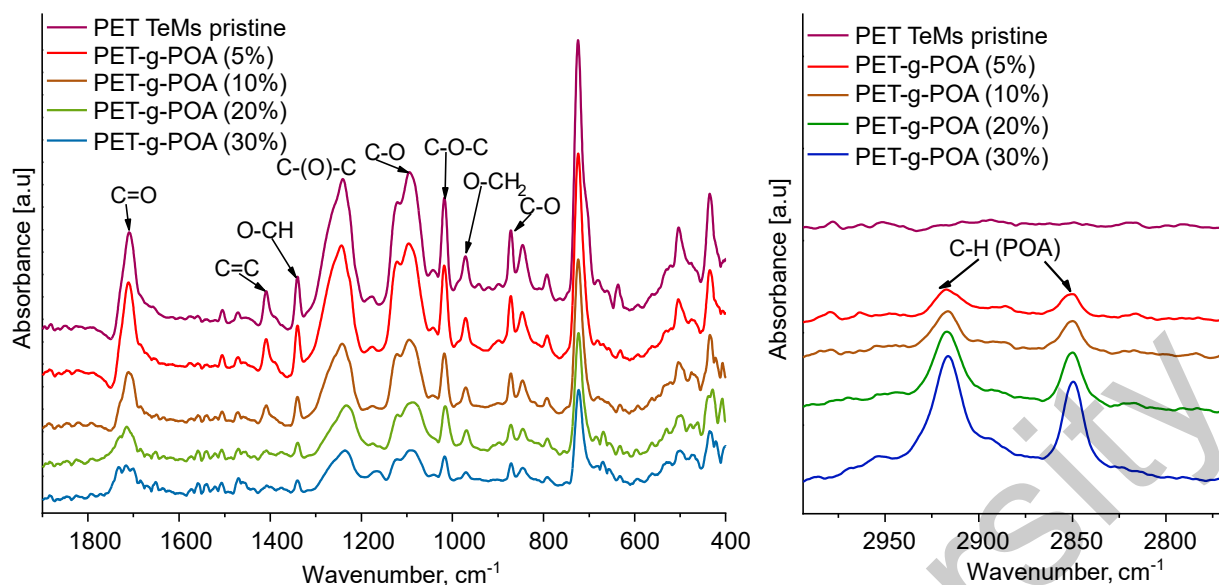 PET TeMs pristine
PET-g-POA (5%)
PET-g-POA (10%)
PET-g-POA (20%)
PET-g-POA (30%)
C=O
C=C
O-CH
C-(O)-C
C-O
C-O-C
O-CH₂
C-O
Absorbance [a.u]
1800 1600 1400 1200 1000 800 600 400
Wavenumber, cm⁻¹
PET TeMs pristine
PET-g-POA (5%)
PET-g-POA (10%)
PET-g-POA (20%)
PET-g-POA (30%)
C-H (POA)
Absorbance [a.u]
2950 2900 2850 2800
Wavenumber, cm⁻¹
rsity